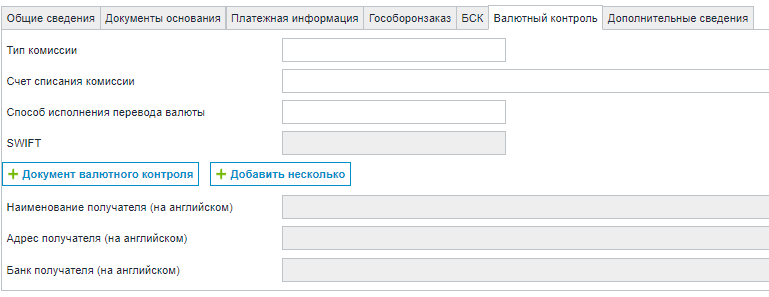 Общие сведения Документы основания Платежная информация Гособоронзаказ БСК Валютный контроль Дополнительные сведения
Тип комиссии
Счет списания комиссии
Способ исполнения перевода валюты
SWIFT
Документ валютного контроля Добавить несколько
Наименование получателя (на английском)
Адрес получателя (на английском)
Банк получателя (на английском)